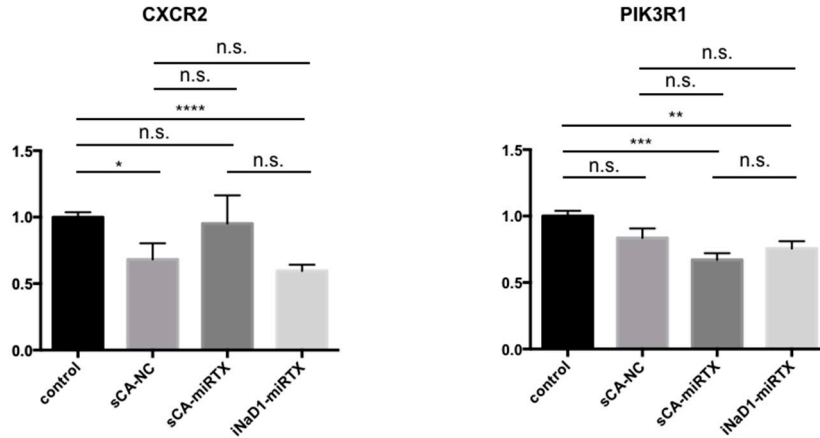 CXCR2
n.s.
n.s.
****
n.s.
* n.s.
1.5
1.0
0.5
0.0
control
sCA-NC
sCA-miRTX
iNaD1-miRTX
PIK3R1
n.s.
n.s.
**
***
n.s. n.s.
1.5
1.0
0.5
0.0
control
sCA-NC
sCA-miRTX
iNaD1-miRTX